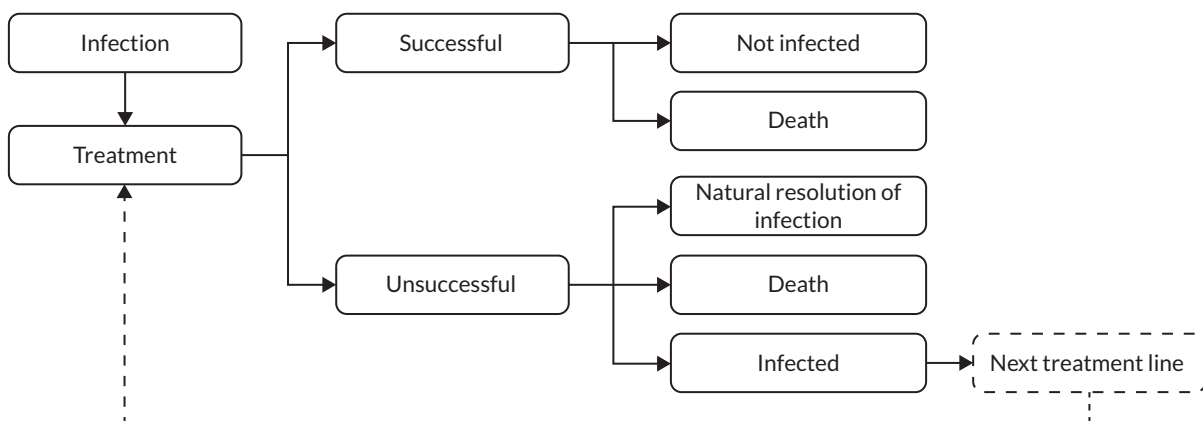 Infection
Treatment
Successful
Unsuccessful
Not infected
Death
Natural resolution of
infection
Death
Infected
Next treatment line